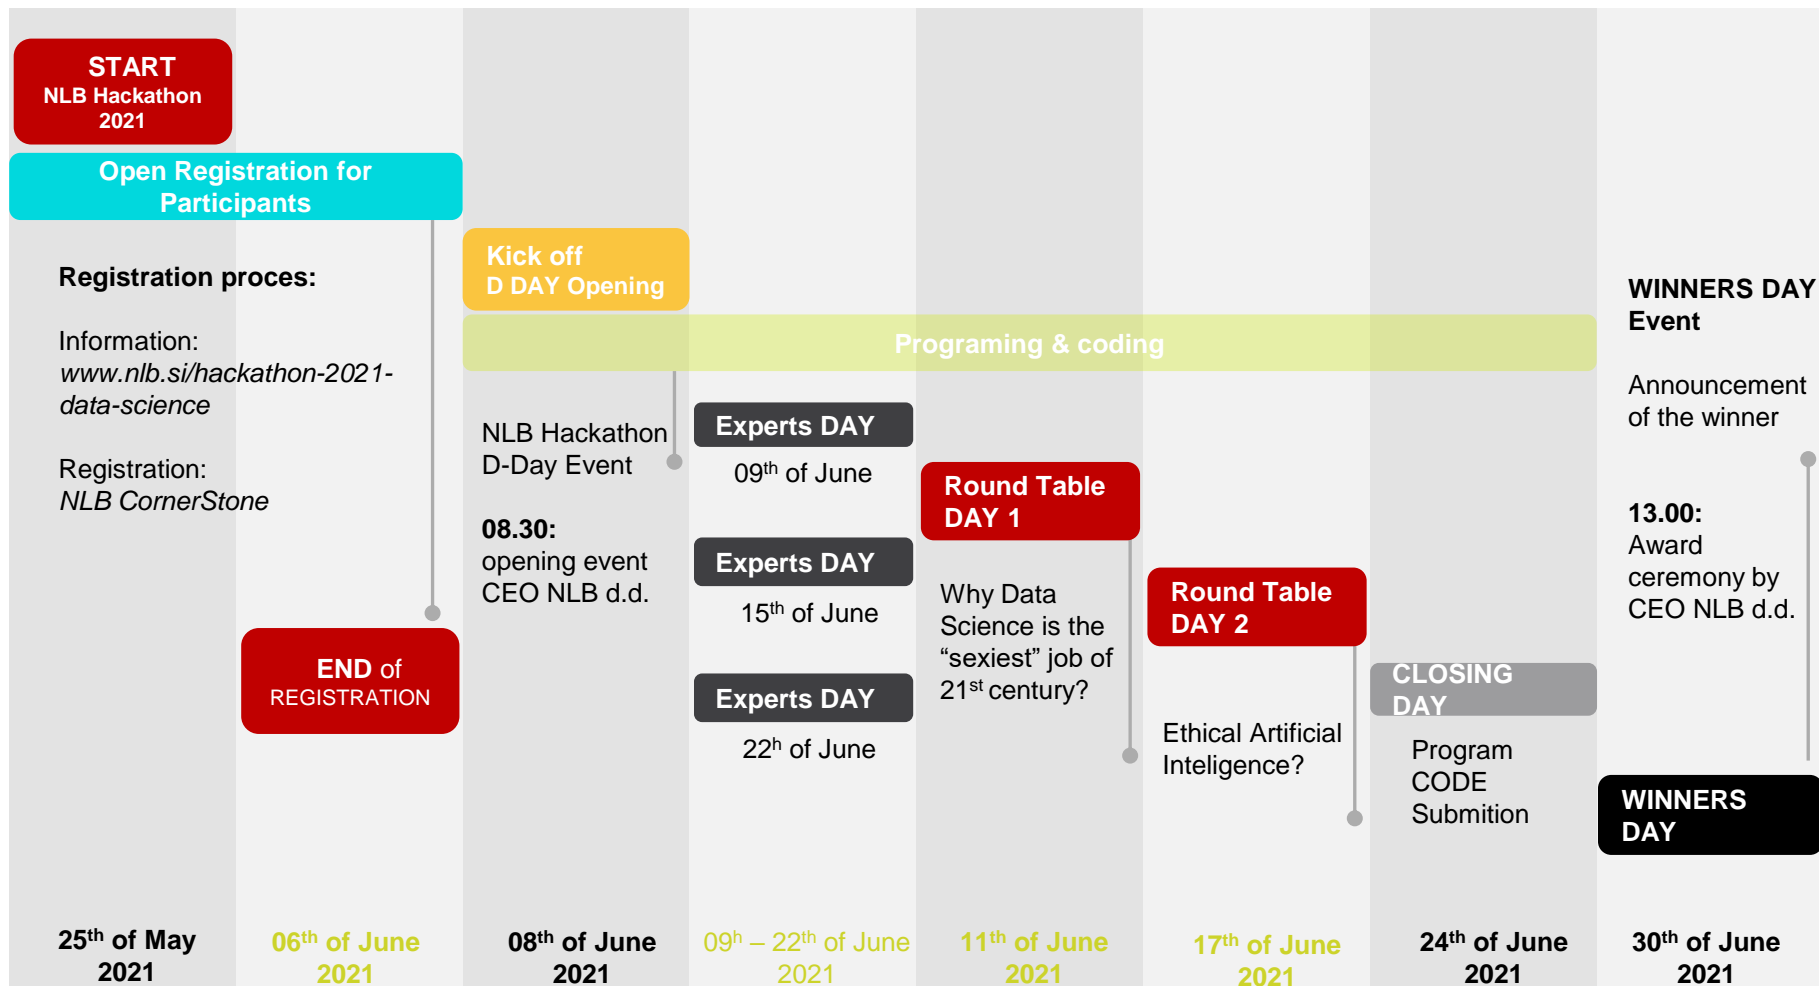 START
NLB Hackathon
2021
Open Registration for
Participants
Registration proces:
Information:
www.nlb.si/hackathon-2021-
data-science
Registration:
NLB CornerStone
END of
REGISTRATION
Kick off
D DAY Opening
Programing & coding
NLB Hackathon
D-Day Event
08.30:
opening event
CEO NLB d.d.
Experts DAY
09th of June
Experts DAY
15th of June
Experts DAY
22h of June
Round Table
DAY 1
Why Data
Science is the
“sexiest” job of
21st century?
Round Table
DAY 2
Ethical Artificial
Inteligence?
CLOSING
DAY
Program
CODE
Submition
WINNERS DAY
Event
Announcement
of the winner
13.00:
Award
ceremony by
CEO NLB d.d.
WINNERS
DAY
25th of May
2021
06th of June
2021
08th of June
2021
09h – 22th of June
2021
11th of June
2021
17th of June
2021
24th of June
2021
30th of June
2021